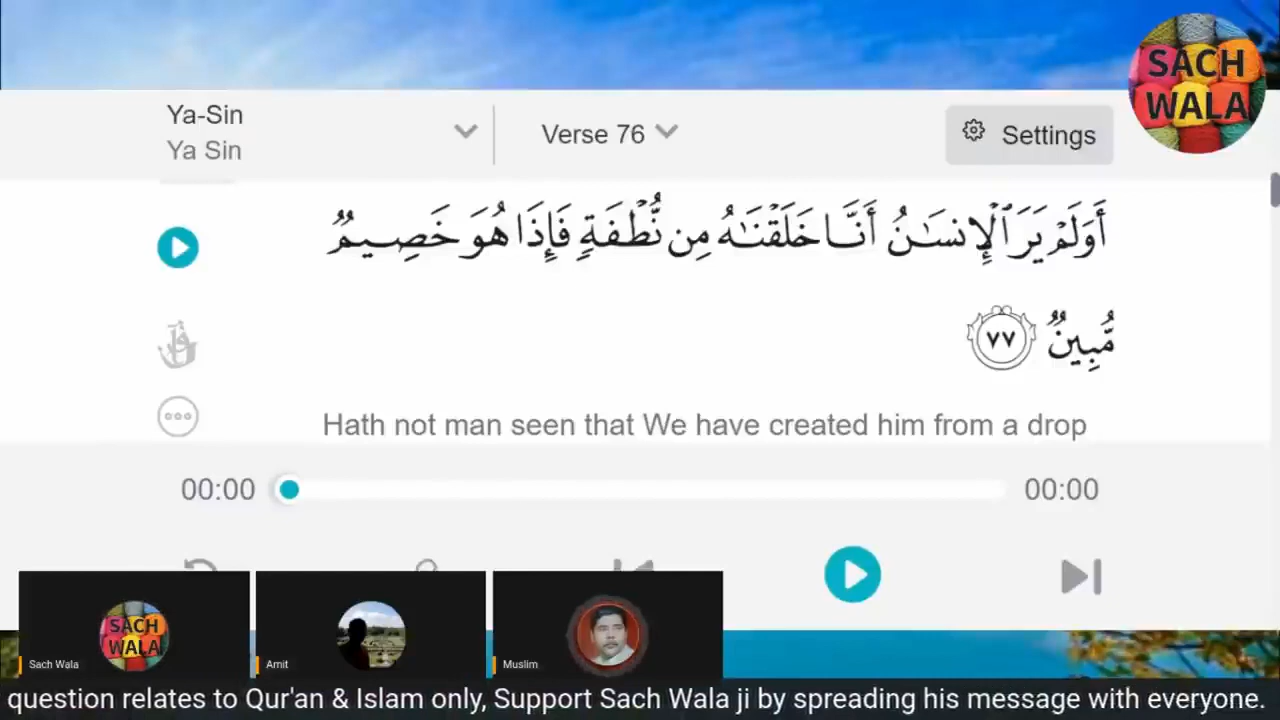 SACH
WALA
Ya-Sin
Ya Sin
Verse 76
Settings
أَوَلَمْ يَرَ ٱلْإِنسَـٰنُ أَنَّا خَلَقْنَـٰهُ مِن نُّطْفَةٍ فَإِذَا هُوَ خَصِيمٌ
مُّبِينٌ ٧٧
Hath not man seen that We have created him from a drop
00:00
00:00
SACH
WALA
Sach Wala
Amit
Muslim
question relates to Qur'an & Islam only, Support Sach Wala ji by spreading his message with everyone.